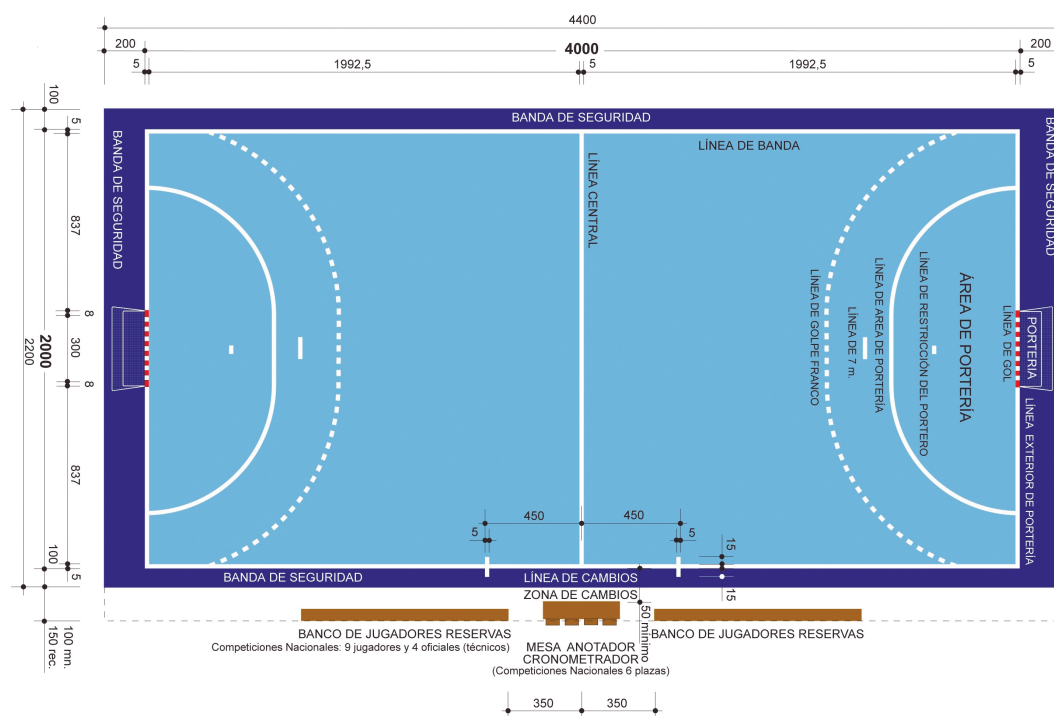 4400
200
4000
200
5
1992,5
5
1992,5
5
100
5
837
8
300
8
837
100
5
2000
2200
100 mn.
1500 rec.
BANDA DE SEGURIDAD
BANDA DE SEGURIDAD
BANDA DE SEGURIDAD
LÍNEA DE BANDA
LÍNEA CENTRAL
LÍNEA DE GOLPE FRANCO
LÍNEA DE 7 m.
LÍNEA DE AREA DE PORTERÍA
LÍNEA DE RESTRICCIÓN DEL PORTERO
ÁREA DE PORTERÍA
LÍNEA DE GOL
PORTERIA
LÍNEA EXTERIOR DE PORTERÍA
450
450
5
5
15
15
BANDA DE SEGURIDAD
LÍNEA DE CAMBIOS
ZONA DE CAMBIOS
50 mínimo
BANCO DE JUGADORES RESERVAS
BANCO DE JUGADORES RESERVAS
Competiciones Nacionales: 9 jugadores y 4 oficiales (técnicos)
MESA ANOTADOR
CRONOMETRADOR
(Competiciones Nacionales 6 plazas)
350
350